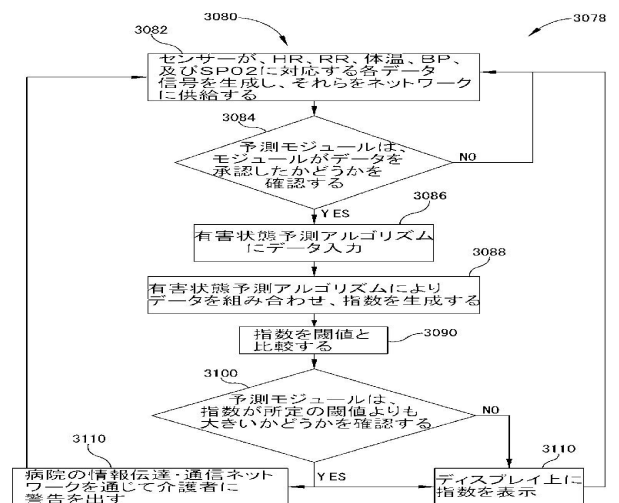 3080
3078
3082
センサーが、HR、RR、体温、BP、
及びSPO2に対応する各データ
信号を生成し、それらをネットワーク
に供給する
3084
予測モジュールは、
モジュールがデータを
承認したかどうかを
確認する
NO
YES
3086
有害状態予測アルゴリズム
にデータ入力
3088
有害状態予測アルゴリズムにより
データを組み合わせ、指数を生成する
3090
指数を閾値と
比較する
3100
予測モジュールは、
指数が所定の閾値よりも
大きいかどうかを確認する
NO
YES
3110
病院の情報伝達・通信ネット
ワークを通じて介護者に
警告を出す
3110
ディスプレイ上に
指数を表示